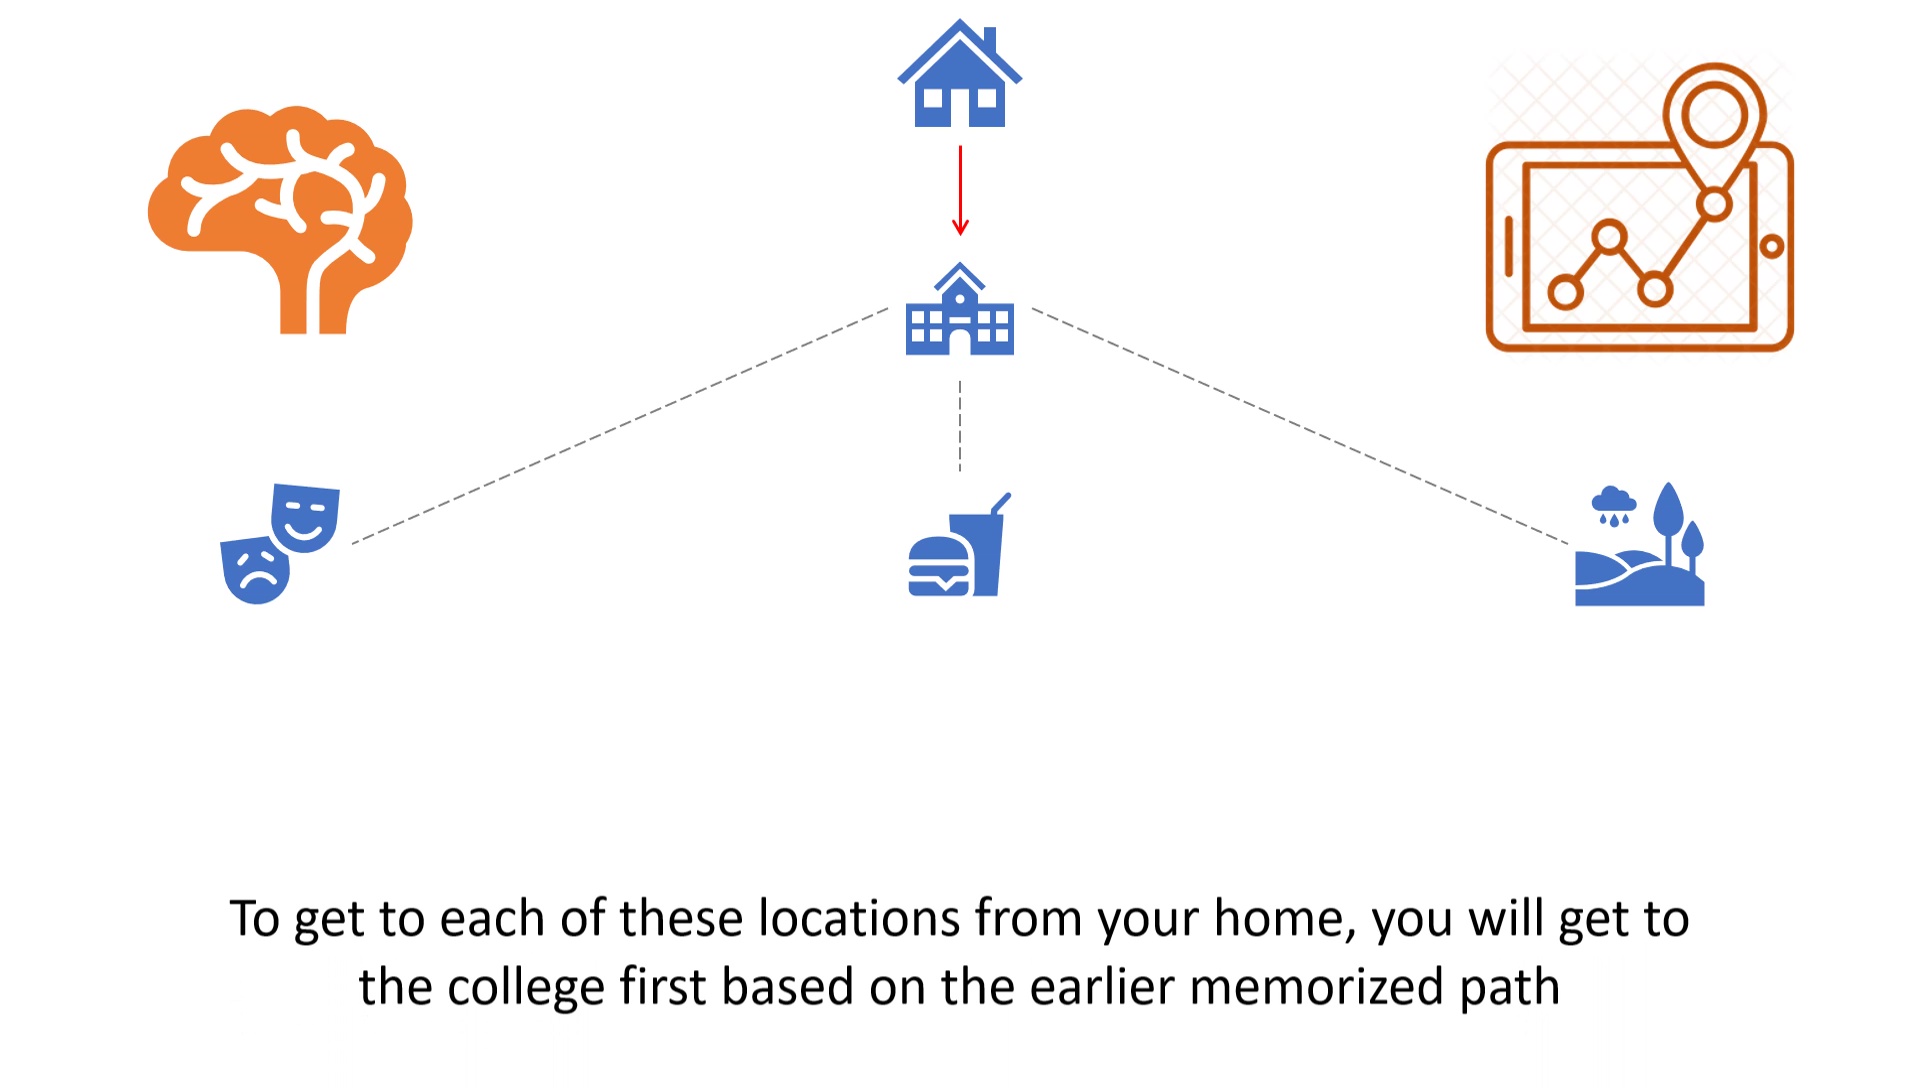 To get to each of these locations from your home, you will get to
the college first based on the earlier memorized path